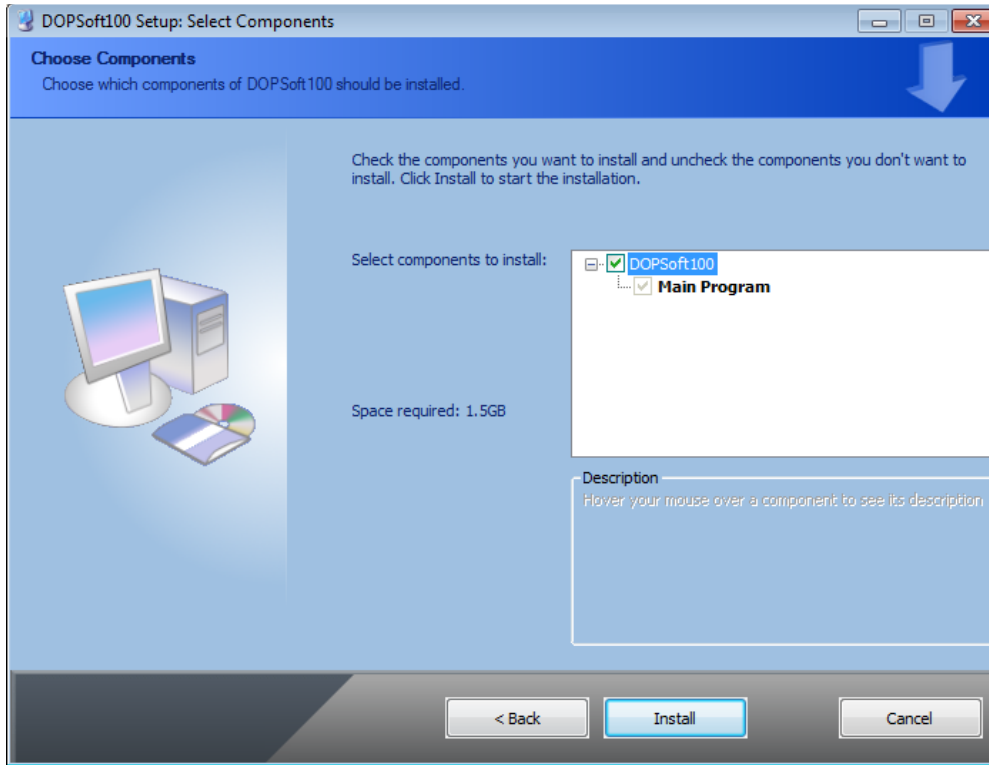 DOPSoft100 Setup: Select Components
Choose Components
Choose which components of DOPSoft100 should be installed.
Check the components you want to install and uncheck the components you don't want to
install. Click Install to start the installation.
Select components to install:
DOPSoft100
Main Program
Space required: 1.5GB
Description
Hover your mouse over a component to see its description
< Back
Install
Cancel